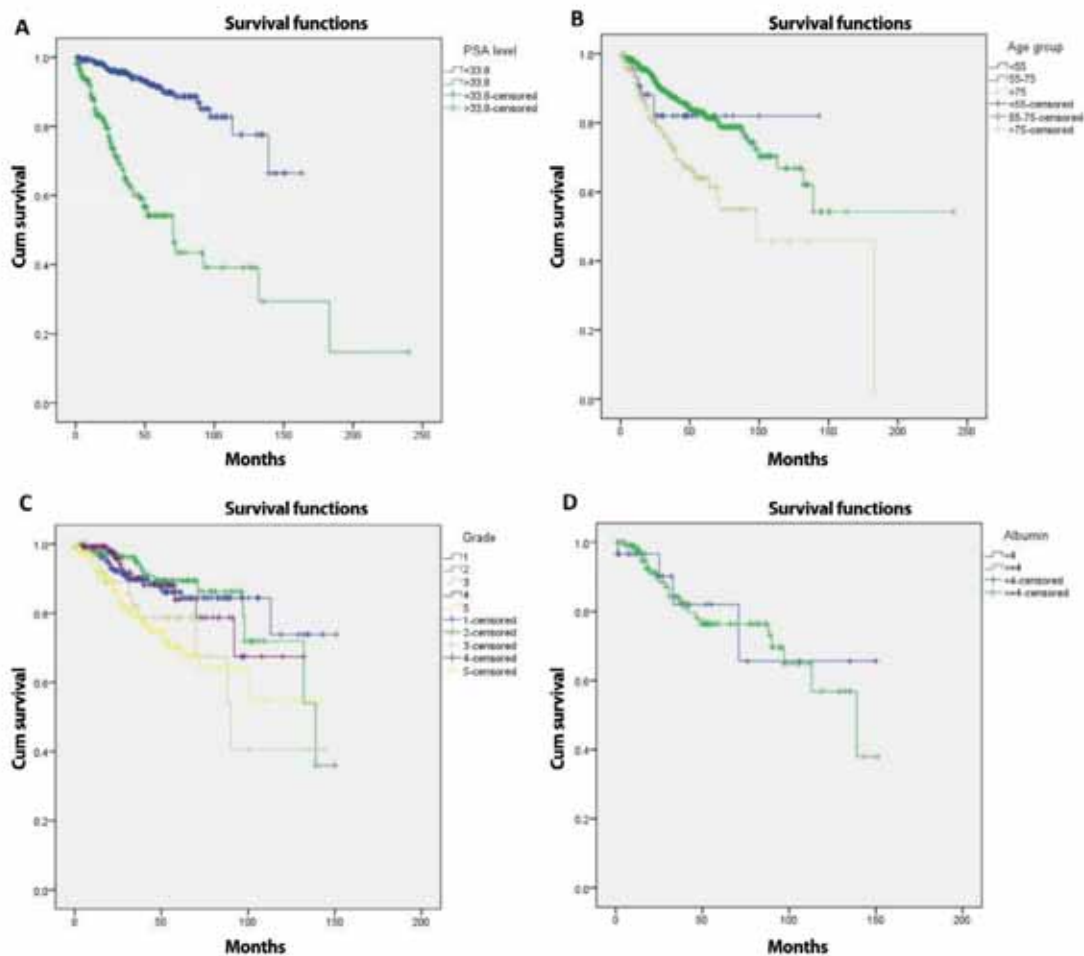 A
Survival functions
PSA level
<33.8
>33.8
<33.8-censored
>33.8-censored
Cum survival
1.0
0.8
0.6
0.4
0.2
0.0
0 50 100 150 200 250
Months
B
Survival functions
Age group
<55
55-75
>75
<55-censored
55-75-censored
>75-censored
Cum survival
1.0
0.8
0.6
0.4
0.2
0.0
0 50 100 150 200 250
Months
C
Survival functions
Grade
1
2
3
4
5
1-censored
2-censored
3-censored
4-censored
5-censored
Cum survival
1.0
0.8
0.6
0.4
0.2
0.0
0 50 100 150 200
Months
D
Survival functions
Albumin
<4
>=4
<4-censored
>=4-censored
Cum survival
1.0
0.8
0.6
0.4
0.2
0.0
0 50 100 150 200
Months